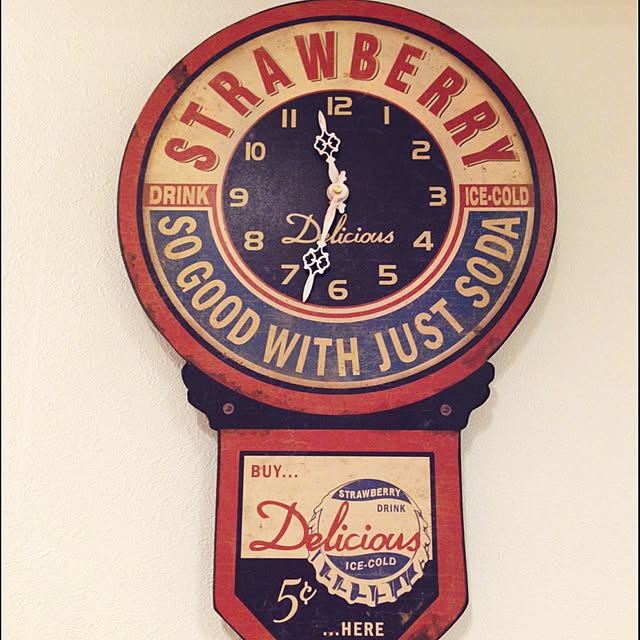 STRAWBERRY
12
11
1
10
2
DRINK
9
3
ICE-COLD
8
Delicious
4
7
5
6
SO GOOD WITH JUST SODA
BUY...
STRAWBERRY
DRINK
Delicious
ICE-COLD
5¢
...HERE